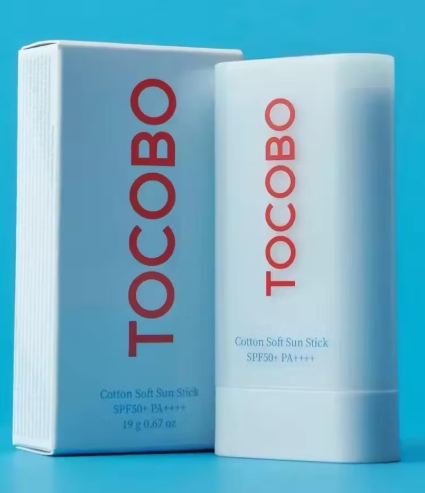 TOCOBO
Cotton Soft Sun Stick
SPF50+ PA++++
19 g 0.67 oz
TOCOBO
Cotton Soft Sun Stick
SPF50+ PA++++